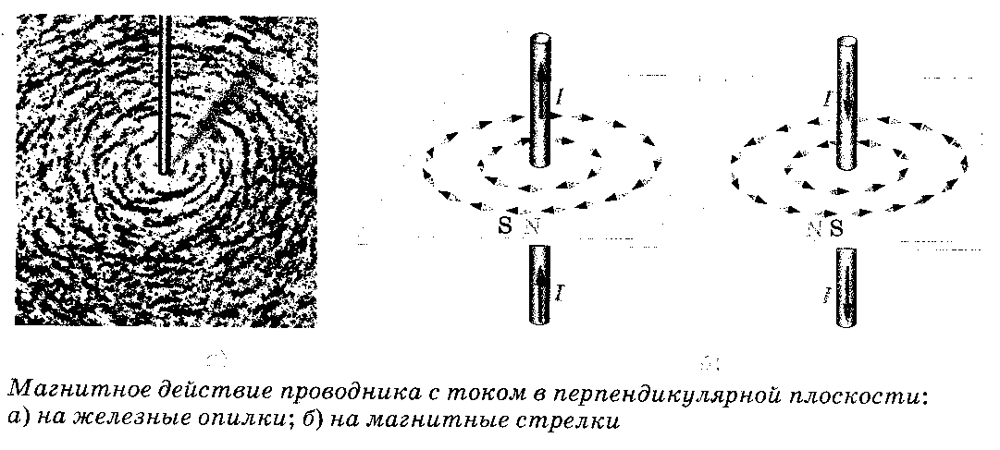 I
I
S N
N S
I
I
а)
б)
Магнитное действие проводника с током в перпендикулярной плоскости:
а) на железные опилки; б) на магнитные стрелки